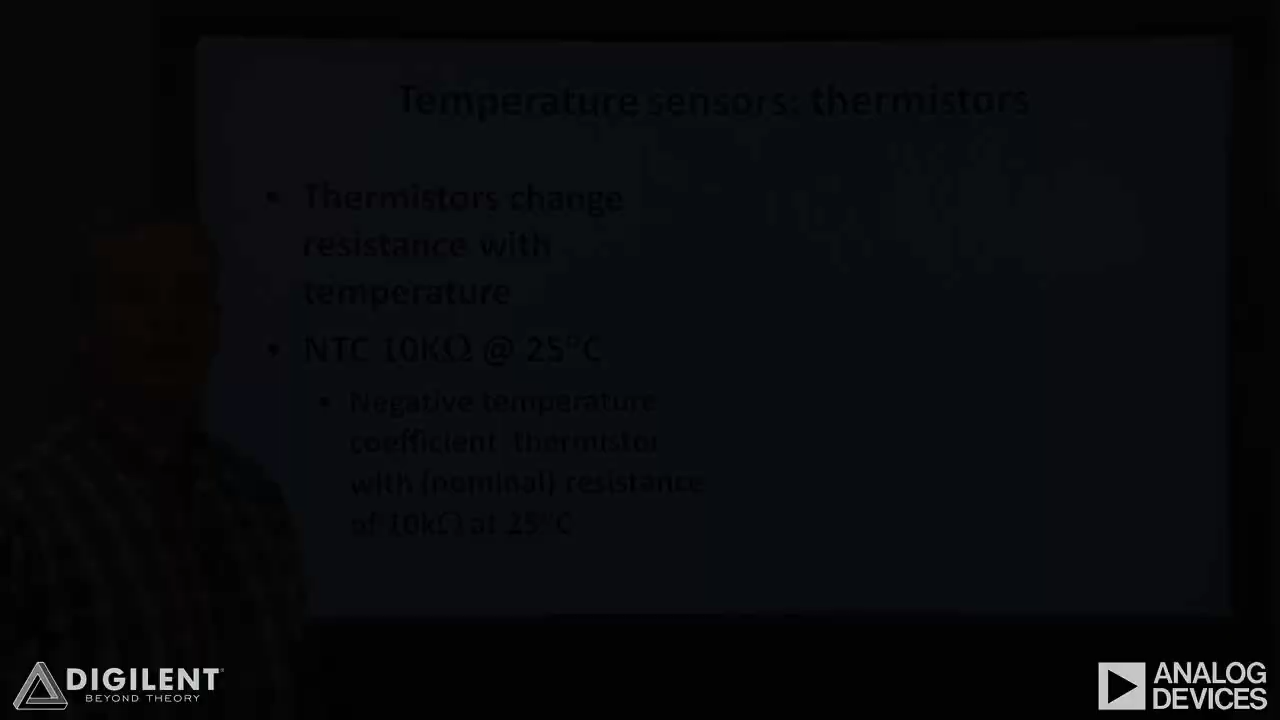 Temperature sensors: thermistors
• Thermistors change
resistance with
temperature
• NTC 10KΩ @ 25°C
• Negative temperature
coefficient thermistor
with (nominal) resistance
of 10kΩ at 25°C
DIGILENT
BEYOND THEORY
ANALOG
DEVICES